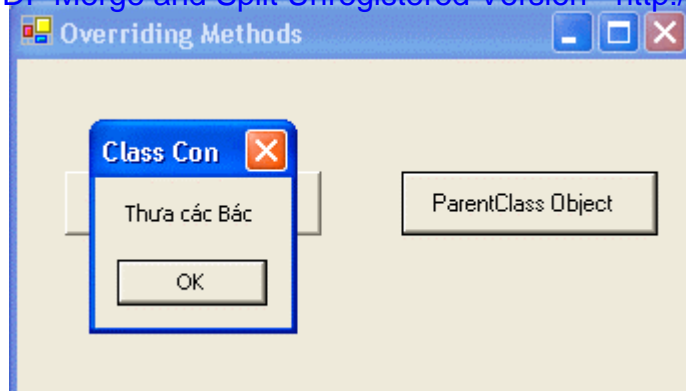 DF Merge and Split Unregistered Version - http:/
Overriding Methods
Class Con
Thưa các Bác
OK
ParentClass Object